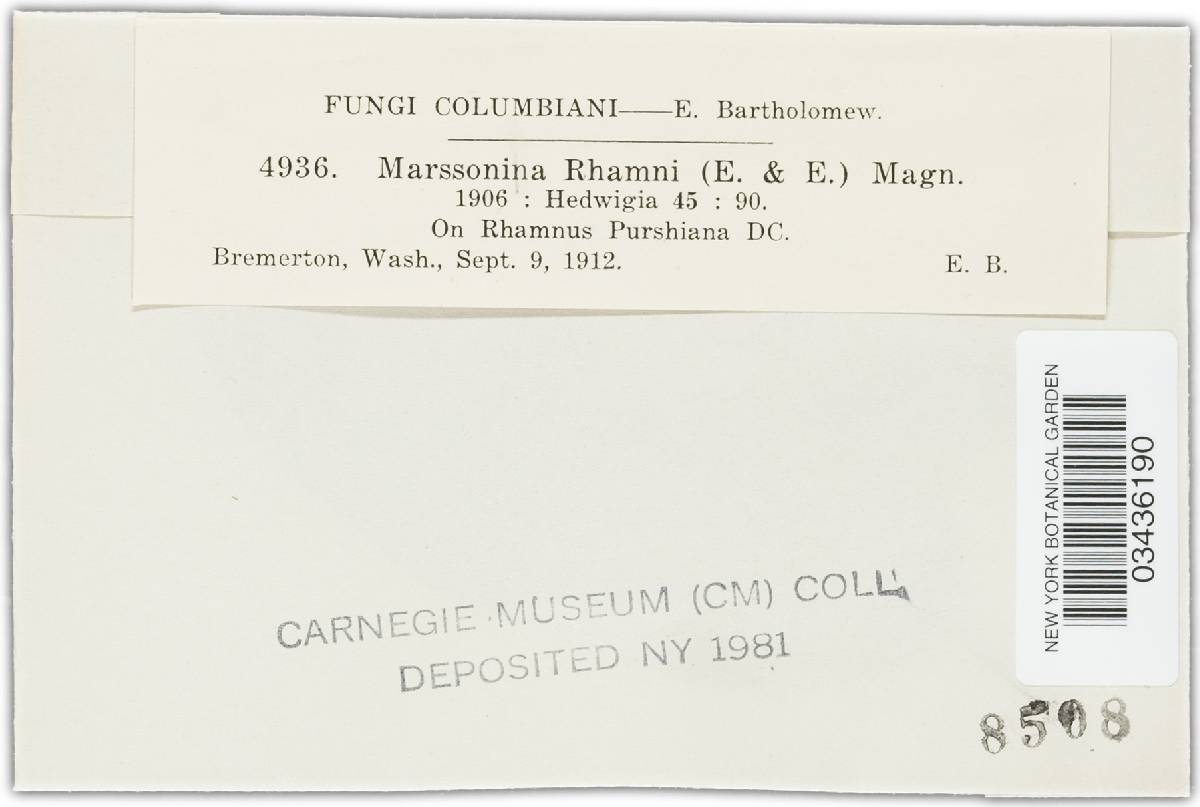 FUNGI COLUMBIANI——E. Bartholomew.
4936. Marssonina Rhamni (E. & E.) Magn.
1906 : Hedwigia 45 : 90.
On Rhamnus Purshiana DC.
Bremerton, Wash., Sept. 9, 1912. E. B.
NEW YORK BOTANICAL GARDEN
03436190
CARNEGIE MUSEUM (CM) COLL.
DEPOSITED NY 1981
8508